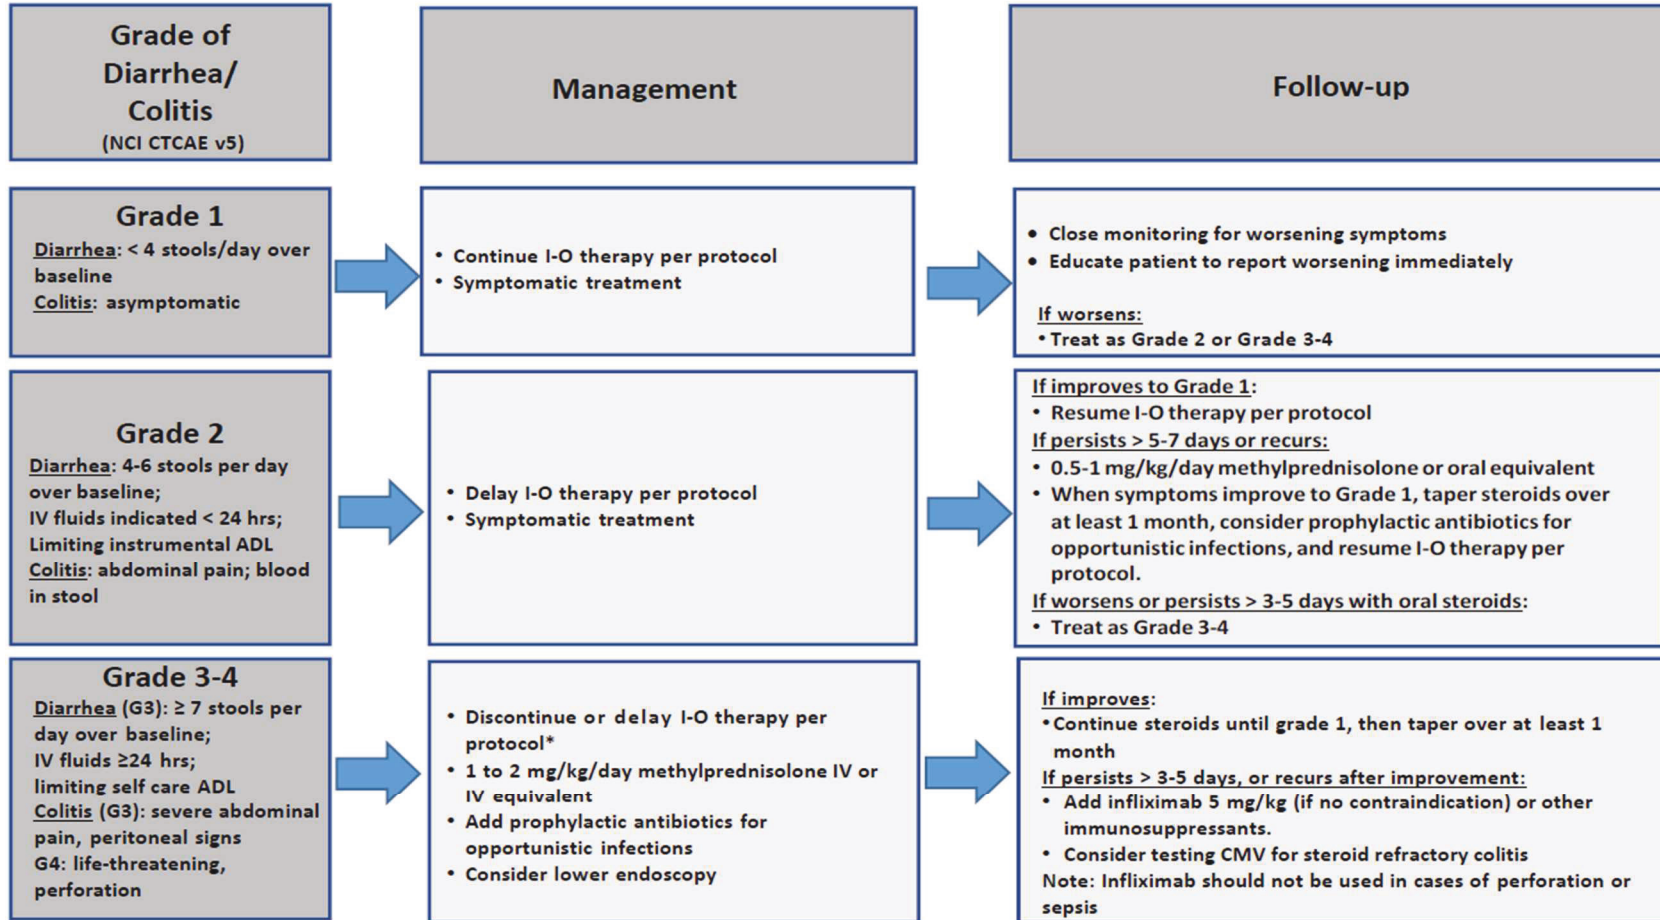 Grade of
Diarrhea/
Colitis
(NCI CTCAE v5)
Management
Follow-up
Grade 1
Diarrhea: < 4 stools/day over
baseline
Colitis: asymptomatic
• Continue I-O therapy per protocol
• Symptomatic treatment
• Close monitoring for worsening symptoms
• Educate patient to report worsening immediately
If worsens:
• Treat as Grade 2 or Grade 3-4
Grade 2
Diarrhea: 4-6 stools per day
over baseline;
IV fluids indicated < 24 hrs;
Limiting instrumental ADL
Colitis: abdominal pain; blood
in stool
• Delay I-O therapy per protocol
• Symptomatic treatment
If improves to Grade 1:
• Resume I-O therapy per protocol
If persists > 5-7 days or recurs:
• 0.5-1 mg/kg/day methylprednisolone or oral equivalent
• When symptoms improve to Grade 1, taper steroids over
at least 1 month, consider prophylactic antibiotics for
opportunistic infections, and resume I-O therapy per
protocol.
If worsens or persists > 3-5 days with oral steroids:
• Treat as Grade 3-4
Grade 3-4
Diarrhea (G3): ≥ 7 stools per
day over baseline;
IV fluids ≥24 hrs;
limiting self care ADL
Colitis (G3): severe abdominal
pain, peritoneal signs
G4: life-threatening,
perforation
• Discontinue or delay I-O therapy per
protocol*
• 1 to 2 mg/kg/day methylprednisolone IV or
IV equivalent
• Add prophylactic antibiotics for
opportunistic infections
• Consider lower endoscopy
If improves:
• Continue steroids until grade 1, then taper over at least 1
month
If persists > 3-5 days, or recurs after improvement:
• Add infliximab 5 mg/kg (if no contraindication) or other
immunosuppressants.
• Consider testing CMV for steroid refractory colitis
Note: Infliximab should not be used in cases of perforation or
sepsis